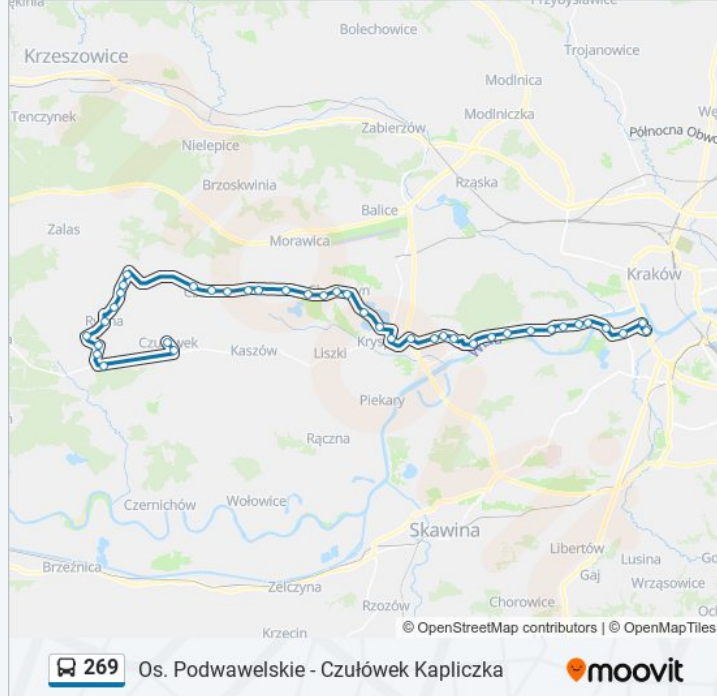 Przybysławice
Bolechowice
Krzeszowice
Trojanowice
Modlnica
Tenczynek
Modlniczka
Zabierzów
Północna Obwo
Nielepice
Brzoskwinia
Rząska
Balice
Zalas
Morawica
Kraków
Czułówek
Kaszów
Liszki
Piekary
Rączna
Czernichów
Wołowice
Skawina
Libertów
Lusina
Brzeźnica
Gaj
Wrząsowice
Zelczyna
Chorowice
Rzozów
Krzęcin
© OpenStreetMap contributors | © OpenMapTiles
269 Os. Podwawelskie - Czułówek Kapliczka
moovit